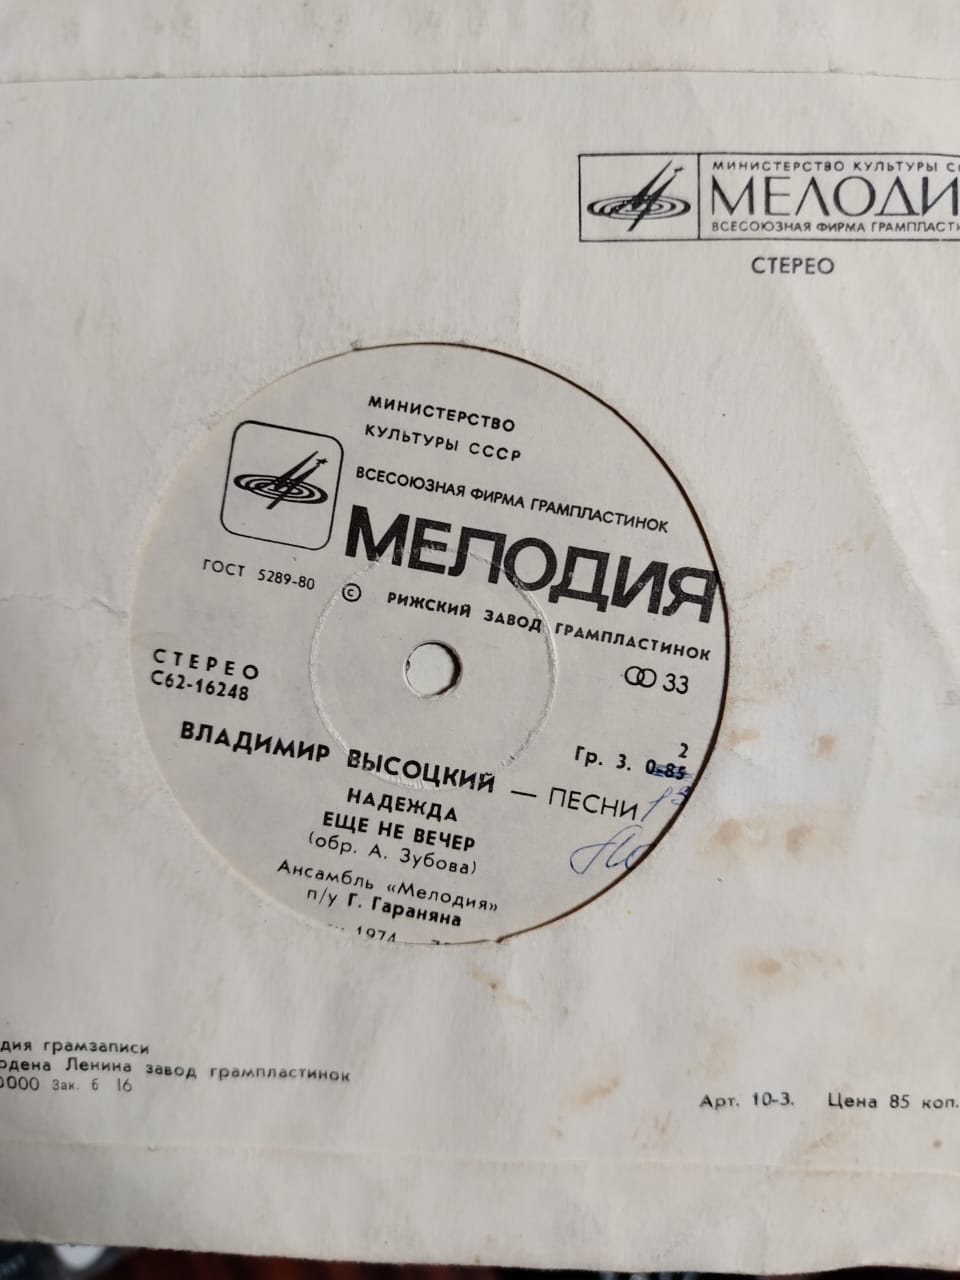 МИНИСТЕРСТВО КУЛЬТУРЫ С
МЕЛОДИ
ВСЕСОЮЗНАЯ ФИРМА ГРАМПЛАСТИ
СТЕРЕО
МИНИСТЕРСТВО
КУЛЬТУРЫ СССР
ВСЕСОЮЗНАЯ ФИРМА ГРАМПЛАСТИНОК
МЕЛОДИЯ
ГОСТ 5289-80 © РИЖСКИЙ ЗАВОД ГРАМПЛАСТИНОК
33
СТЕРЕО
С62-16248
2
Гр. 3. 0-85
ВЛАДИМИР ВЫСОЦКИЙ — ПЕСНИ
НАДЕЖДА
ЕЩЕ НЕ ВЕЧЕР
(обр. А. Зубова)
Ансамбль «Мелодия»
п/у Г. Гараняна
1974
дия грамзаписи
рдена Ленина завод грампластинок
0000 Зак. 6 16
Арт. 10-3. Цена 85 коп.